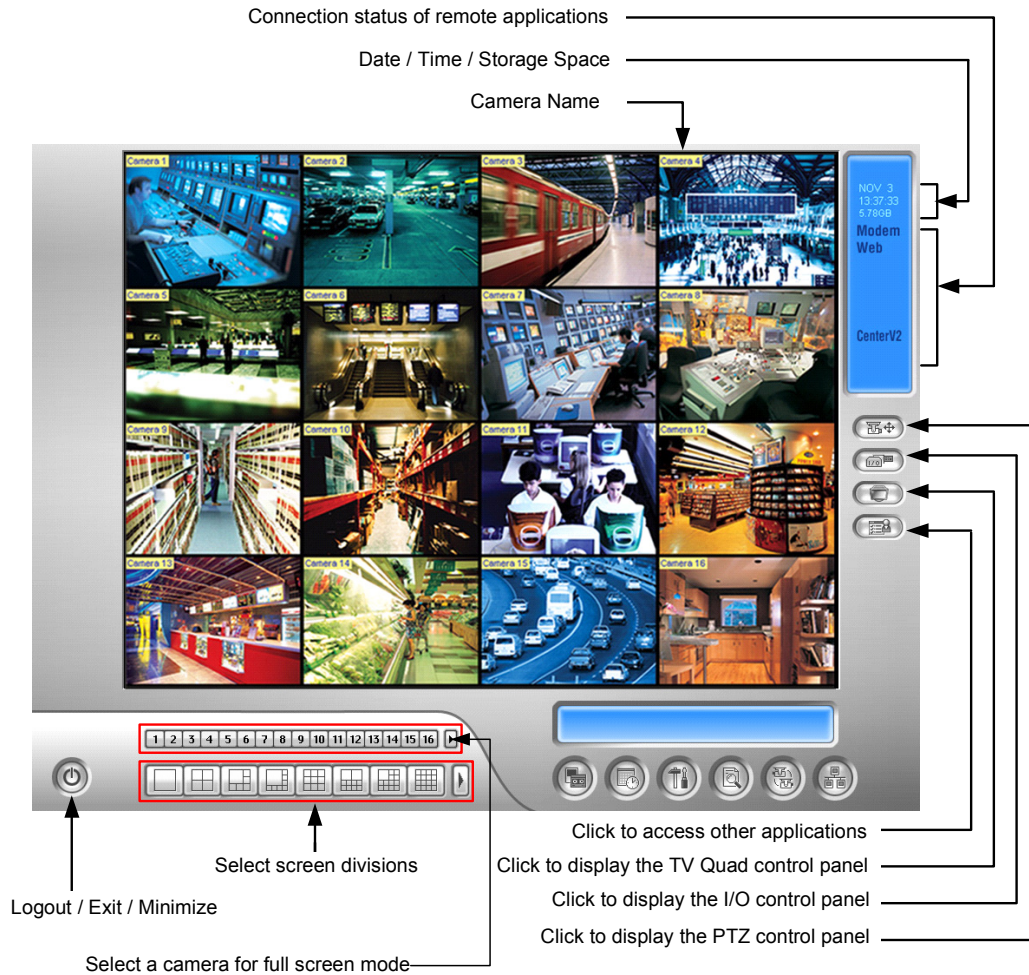 Connection status of remote applications
Date / Time / Storage Space
Camera Name
Camera 1
Camera 2
Camera 3
Camera 4
NOV 3
13:37:33
5.78GB
Modem
Web
CenterV2
Camera 5
Camera 6
Camera 7
Camera 8
I/O
Camera 9
Camera 10
Camera 11
Camera 12
Camera 13
Camera 14
Camera 15
Camera 16
1 2 3 4 5 6 7 8 9 10 11 12 13 14 15 16
Click to access other applications
Select screen divisions
Click to display the TV Quad control panel
Logout / Exit / Minimize
Click to display the I/O control panel
Click to display the PTZ control panel
Select a camera for full screen mode